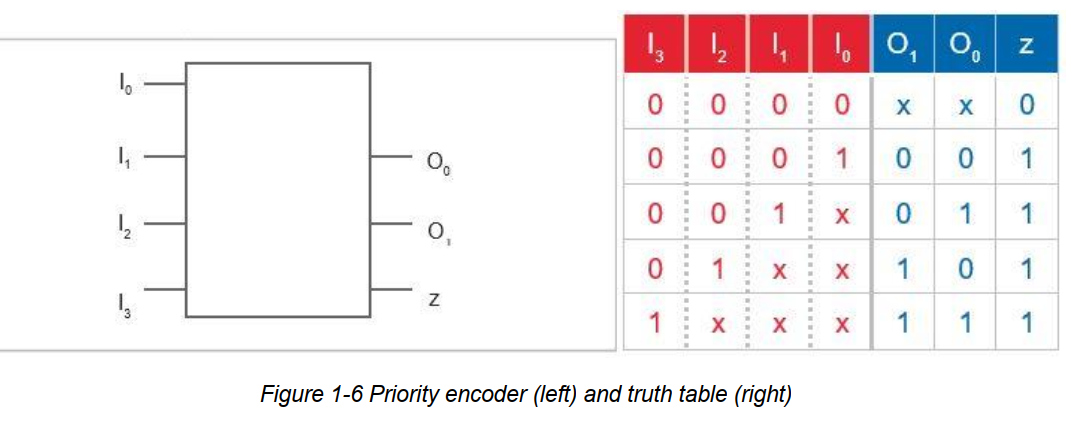 I₀
I₁
I₂
I₃
O₀
O₁
z
I₃ I₂ I₁ I₀ O₁ O₀ z
0 0 0 0 x x 0
0 0 0 1 0 0 1
0 0 1 x 0 1 1
0 1 x x 1 0 1
1 x x x 1 1 1
Figure 1-6 Priority encoder (left) and truth table (right)